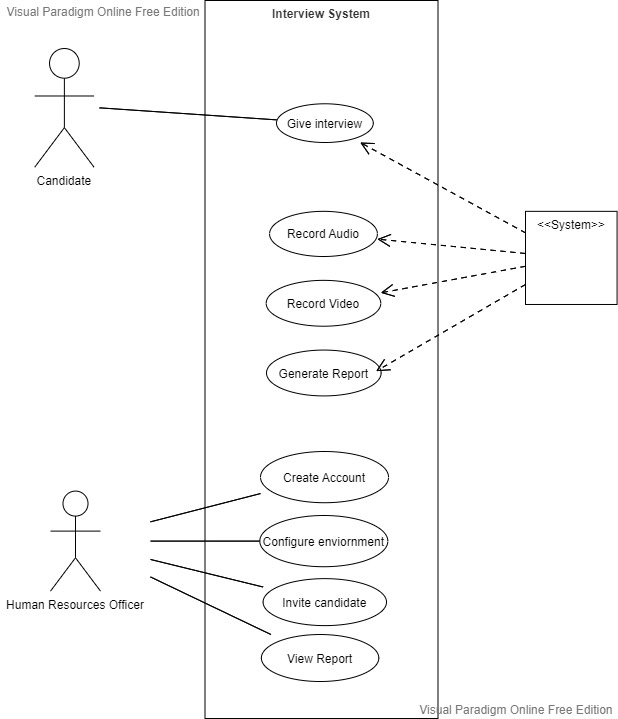 Visual Paradigm Online Free Edition
Interview System
Give interview
Candidate
<<System>>
Record Audio
Record Video
Generate Report
Create Account
Configure enviornment
Human Resources Officer
Invite candidate
View Report
Visual Paradigm Online Free Edition